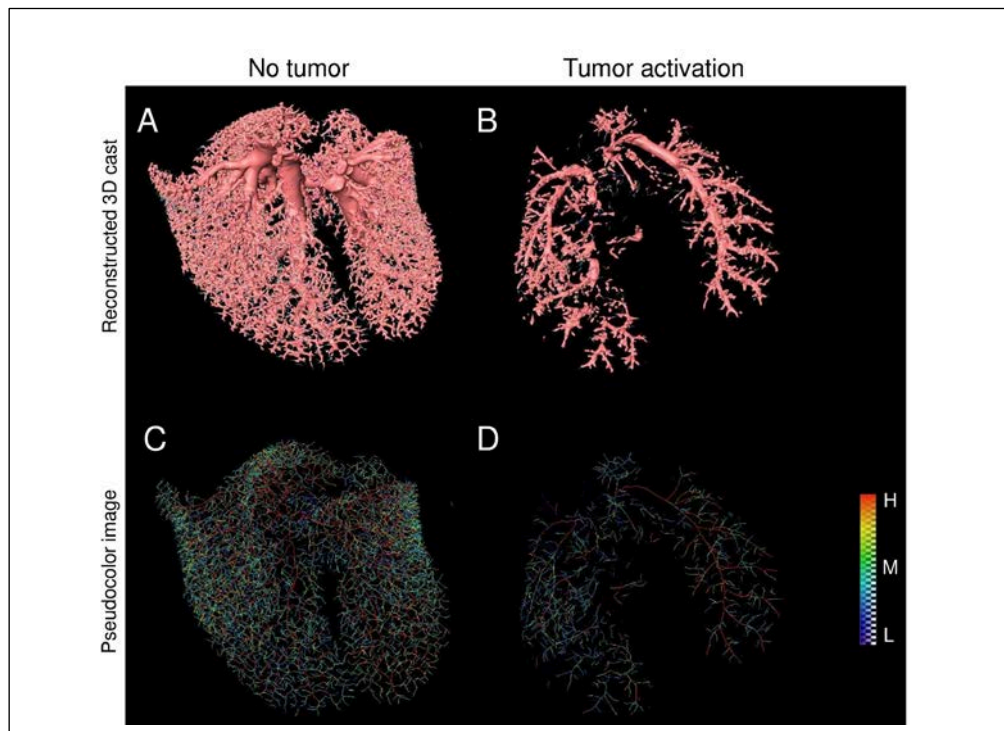 No tumor
Tumor activation
Reconstructed 3D cast
A
B
Pseudocolor image
C
D
H
M
L